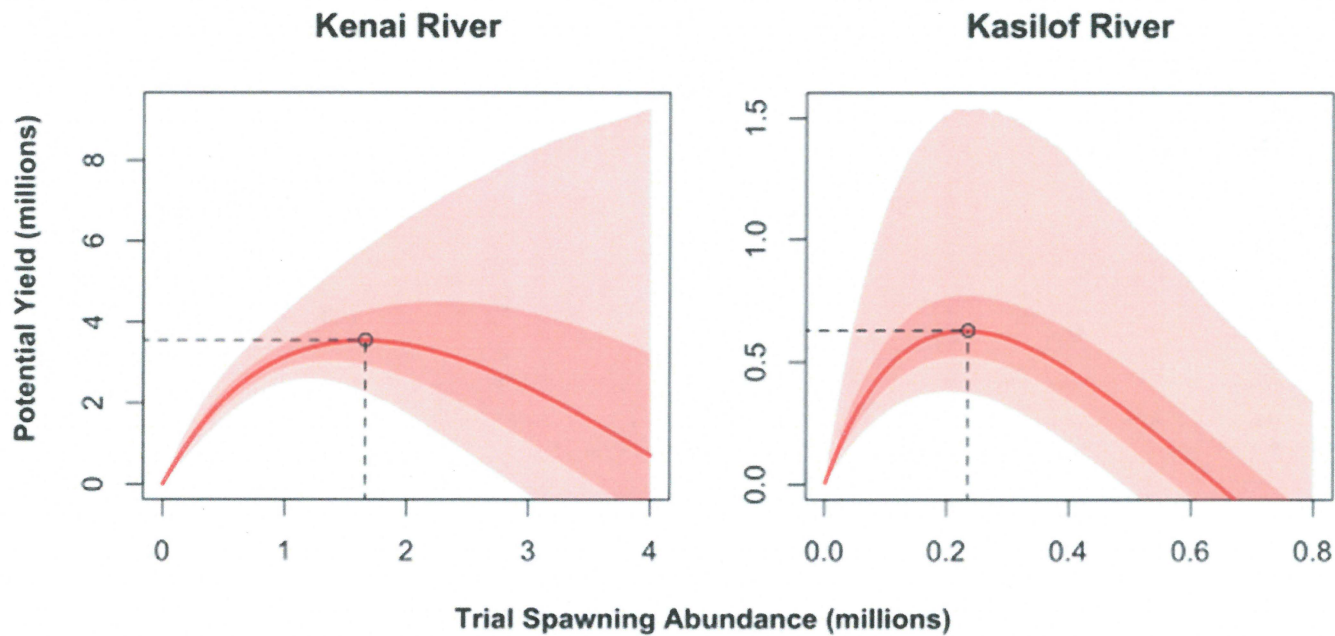 Kenai River
Kasilof River
Potential Yield (millions)
8
6
4
2
0
0 1 2 3 4
1.5
1.0
0.5
0.0
0.0 0.2 0.4 0.6 0.8
Trial Spawning Abundance (millions)